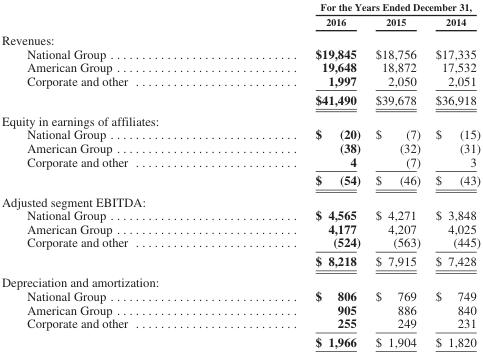 For the Years Ended December 31,
2016 2015 2014
Revenues:
National Group . . . . . . . . . . . . . . . . . . . . . . . . . . . . . $19,845 $18,756 $17,335
American Group . . . . . . . . . . . . . . . . . . . . . . . . . . . . 19,648 18,872 17,532
Corporate and other . . . . . . . . . . . . . . . . . . . . . . . . . 1,997 2,050 2,051
$41,490 $39,678 $36,918
Equity in earnings of affiliates:
National Group . . . . . . . . . . . . . . . . . . . . . . . . . . . . . $ (20) $ (7) $ (15)
American Group . . . . . . . . . . . . . . . . . . . . . . . . . . . . (38) (32) (31)
Corporate and other . . . . . . . . . . . . . . . . . . . . . . . . . 4 (7) 3
$ (54) $ (46) $ (43)
Adjusted segment EBITDA:
National Group . . . . . . . . . . . . . . . . . . . . . . . . . . . . . $ 4,565 $ 4,271 $ 3,848
American Group . . . . . . . . . . . . . . . . . . . . . . . . . . . . 4,177 4,207 4,025
Corporate and other . . . . . . . . . . . . . . . . . . . . . . . . . (524) (563) (445)
$ 8,218 $ 7,915 $ 7,428
Depreciation and amortization:
National Group . . . . . . . . . . . . . . . . . . . . . . . . . . . . . $ 806 $ 769 $ 749
American Group . . . . . . . . . . . . . . . . . . . . . . . . . . . . 905 886 840
Corporate and other . . . . . . . . . . . . . . . . . . . . . . . . . 255 249 231
$ 1,966 $ 1,904 $ 1,820